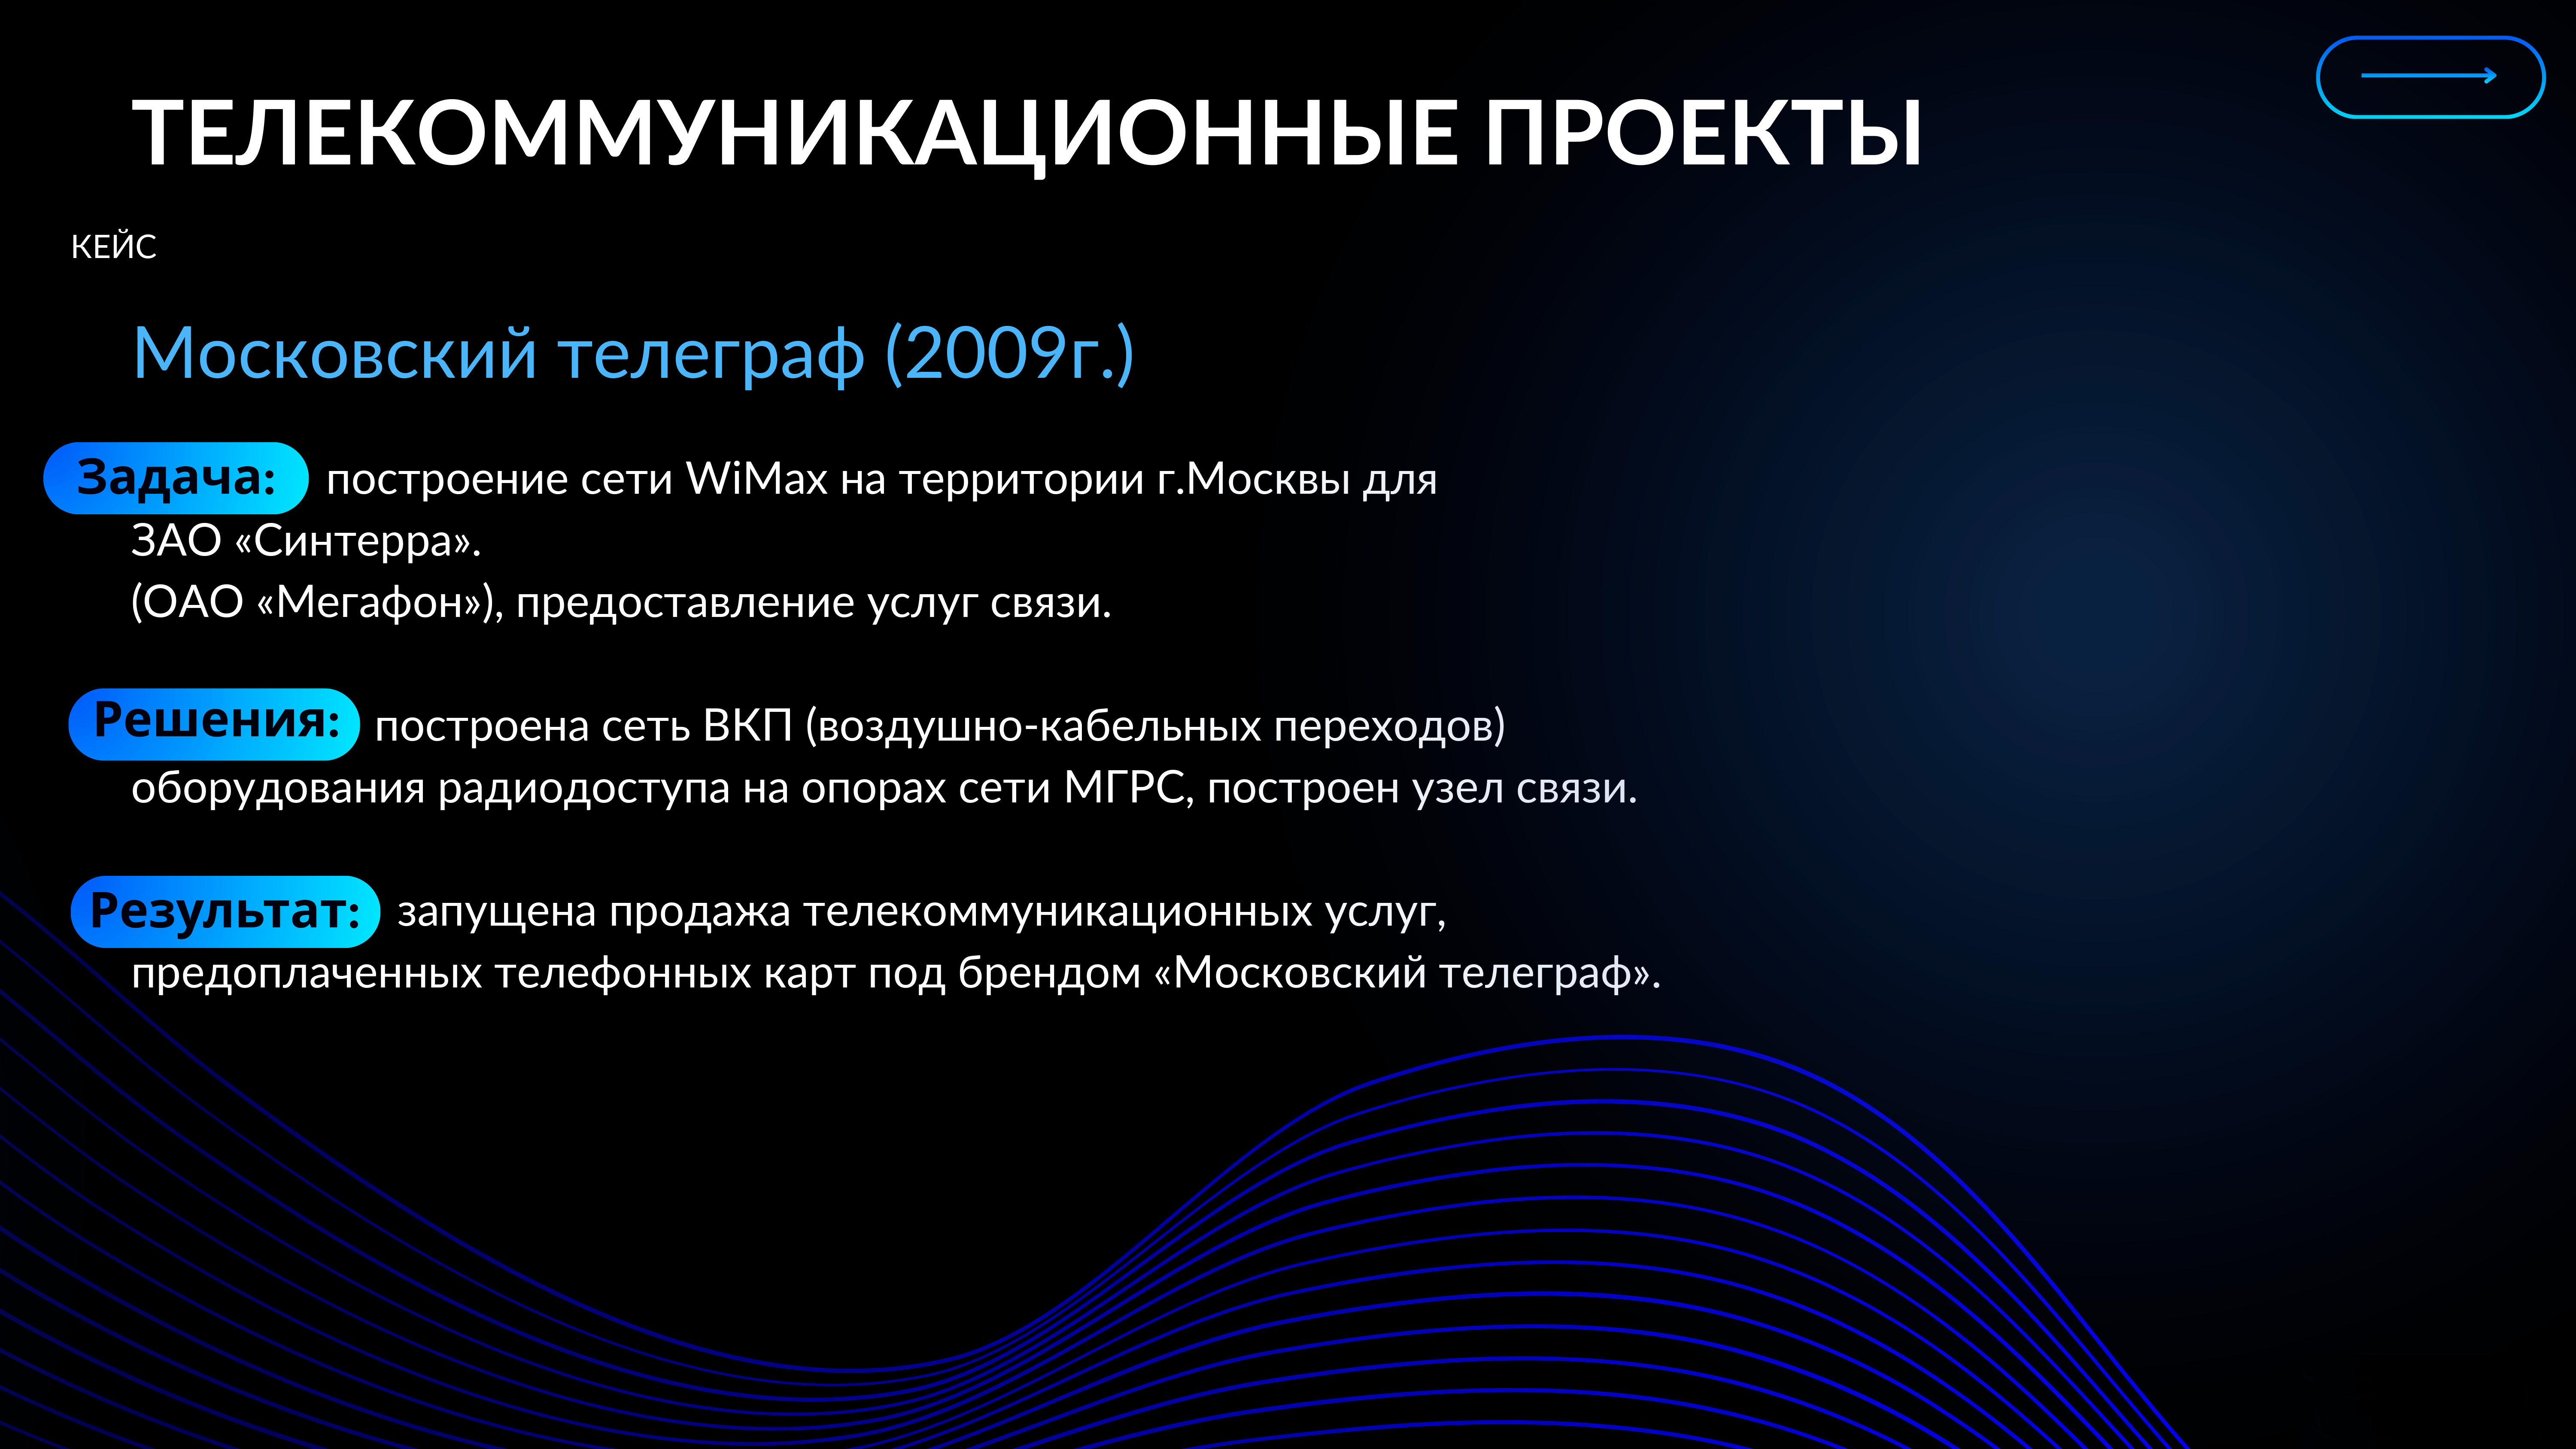 ТЕЛЕКОММУНИКАЦИОННЫЕ ПРОЕКТЫ
КЕЙС
Московский телеграф (2009г.)
Задача: построение сети WiMax на территории г.Москвы для
ЗАО «Синтерра».
(ОАО «Мегафон»), предоставление услуг связи.
Решения: построена сеть ВКП (воздушно-кабельных переходов)
оборудования радиодоступа на опорах сети МГРС, построен узел связи.
Результат: запущена продажа телекоммуникационных услуг,
предоплаченных телефонных карт под брендом «Московский телеграф».